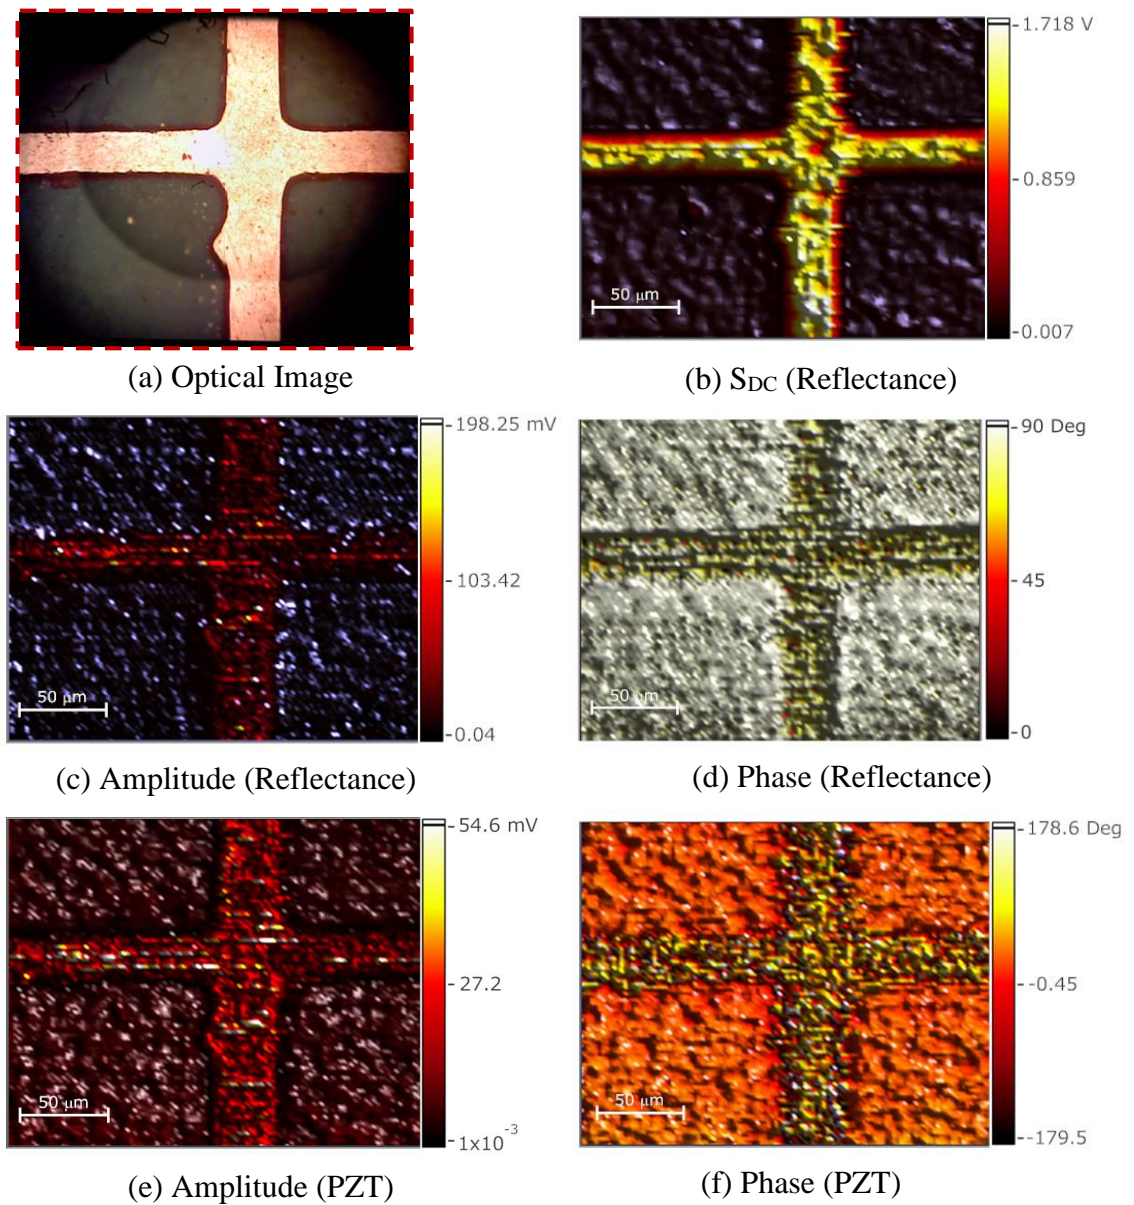 1.718 V
0.859
0.007
50 μm
(a) Optical Image
(b) SDC (Reflectance)
198.25 mV
103.42
0.04
50 μm
90 Deg
45
0
50 μm
(c) Amplitude (Reflectance)
(d) Phase (Reflectance)
54.6 mV
27.2
1x10-3
50 μm
178.6 Deg
-0.45
-179.5
50 μm
(e) Amplitude (PZT)
(f) Phase (PZT)